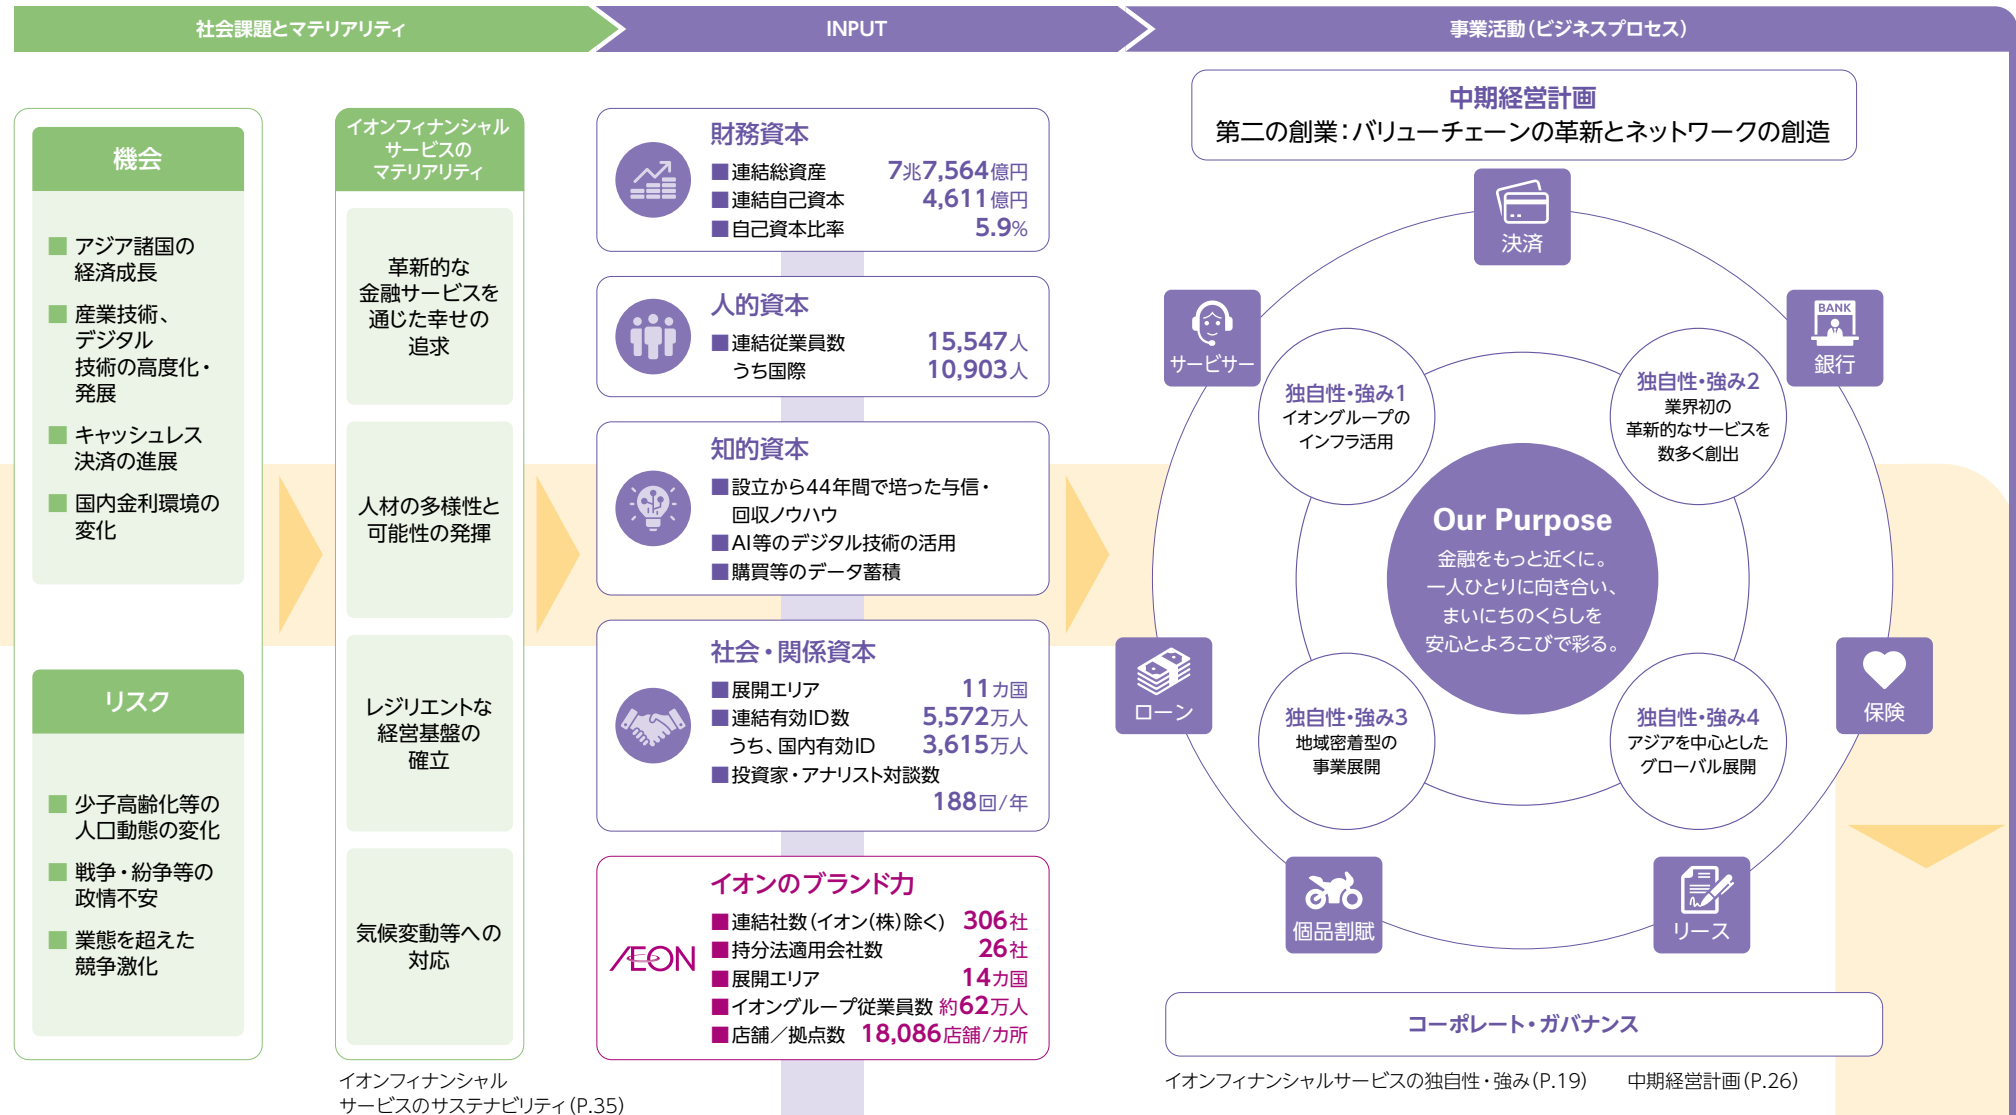 社会課題とマテリアリティ
INPUT
事業活動（ビジネスプロセス）
機会
■ アジア諸国の
経済成長
■ 産業技術、
デジタル
技術の高度化・
発展
■ キャッシュレス
決済の進展
■ 国内金利環境の
変化
リスク
■ 少子高齢化等の
人口動態の変化
■ 戦争・紛争等の
政情不安
■ 業態を超えた
競争激化
イオンフィナンシャル
サービスの
マテリアリティ
革新的な
金融サービスを
通じた幸せの
追求
人材の多様性と
可能性の発揮
レジリエントな
経営基盤の
確立
気候変動等への
対応
イオンフィナンシャル
サービスのサステナビリティ（P.35）
財務資本
■連結総資産 7兆7,564億円
■連結自己資本 4,611億円
■自己資本比率 5.9%
人的資本
■連結従業員数 15,547人
うち国際 10,903人
知的資本
■設立から44年間で培った与信・
回収ノウハウ
■AI等のデジタル技術の活用
■購買等のデータ蓄積
社会・関係資本
■展開エリア 11カ国
■連結有効ID数 5,572万人
うち、国内有効ID 3,615万人
■投資家・アナリスト対談数
188回/年
イオンのブランド力
ÆON
■連結社数（イオン（株）除く） 306社
■持分法適用会社数 26社
■展開エリア 14カ国
■イオングループ従業員数 約62万人
■店舗／拠点数 18,086店舗/カ所
中期経営計画
第二の創業：バリューチェーンの革新とネットワークの創造
決済
サービサー
BANK
銀行
独自性・強み1
イオングループの
インフラ活用
独自性・強み2
業界初の
革新的なサービスを
数多く創出
Our Purpose
金融をもっと近くに。
一人ひとりに向き合い、
まいにちのくらしを
安心とよろこびで彩る。
ローン
保険
独自性・強み3
地域密着型の
事業展開
独自性・強み4
アジアを中心とした
グローバル展開
個品割賦
リース
コーポレート・ガバナンス
イオンフィナンシャルサービスの独自性・強み（P.19） 中期経営計画（P.26）